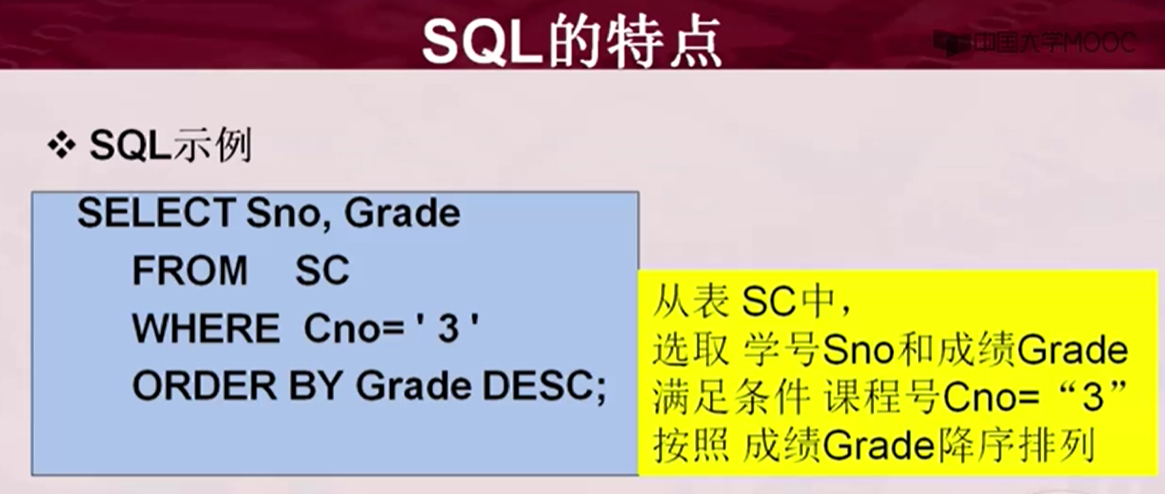 SQL的特点
中国大学MOOC
❖ SQL示例
SELECT Sno, Grade
FROM SC
WHERE Cno= ' 3 '
ORDER BY Grade DESC;
从表 SC中，
选取 学号Sno和成绩Grade
满足条件 课程号Cno=“3”
按照 成绩Grade降序排列